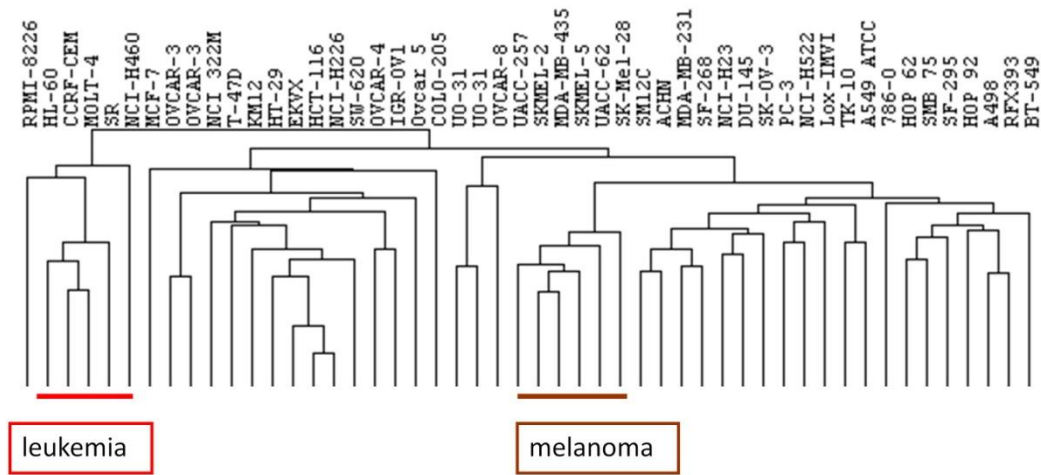 RPMI-8226
HL-60
CCRF-CEM
MOLT-4
SR
NCI-H460
MCF-7
OVCAR-3
OVCAR-3
NCI 322M
T-47D
KM12
HT-29
EKVX
HCT-116
NCI-H226
SW-620
OVCAR-4
IGR-OV1
Ovcar 5
COLO-205
UO-31
UO-31
OVCAR-8
UACC-257
SKMEL-2
MDA-MB-435
SKMEL-5
UACC-62
SK-Mel-28
SM12C
ACHN
MDA-MB-231
SF-268
NCI-H23
DU-145
SK-OV-3
PC-3
NCI-H522
Lox-IMVI
TK-10
A549 ATCC
786-0
HOP 62
SMB 75
SF-295
HOP 92
A498
RFX393
BT-549
leukemia
melanoma